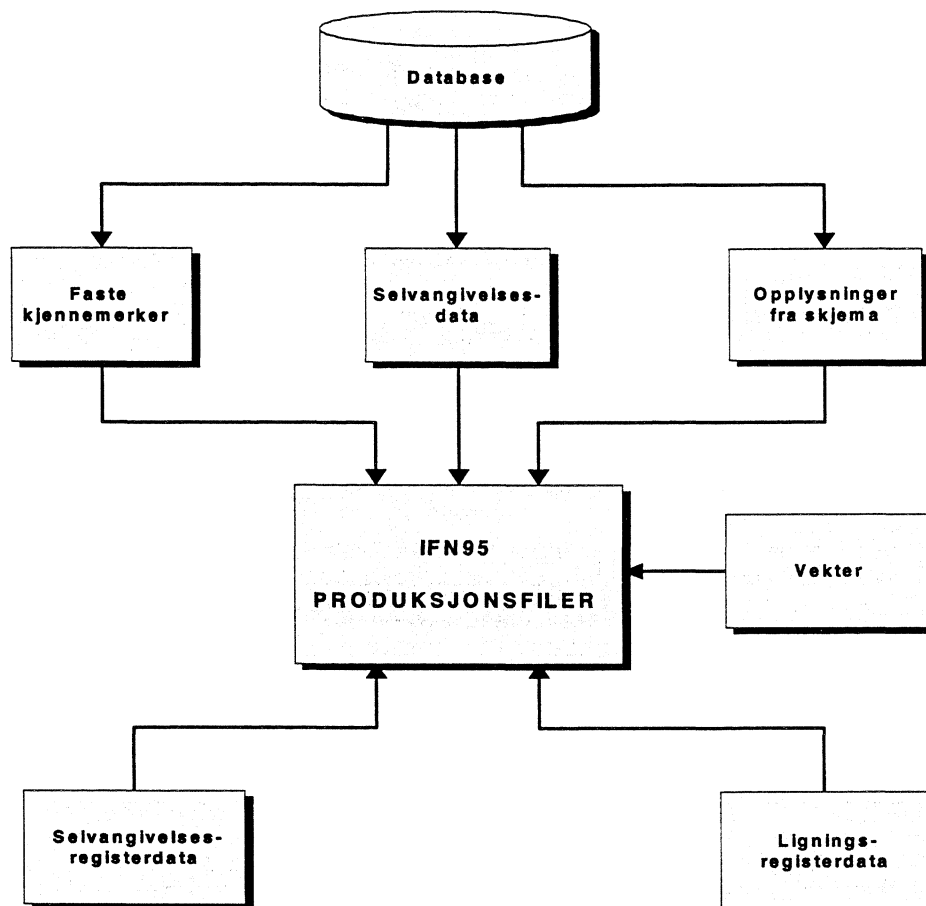 Database
Faste
kjennemerker
Selvangivelses-
data
Opplysninger
fra skjema
IFN95
PRODUKSJONSFILER
Vekter
Selvangivelses-
registerdata
Lignings-
registerdata